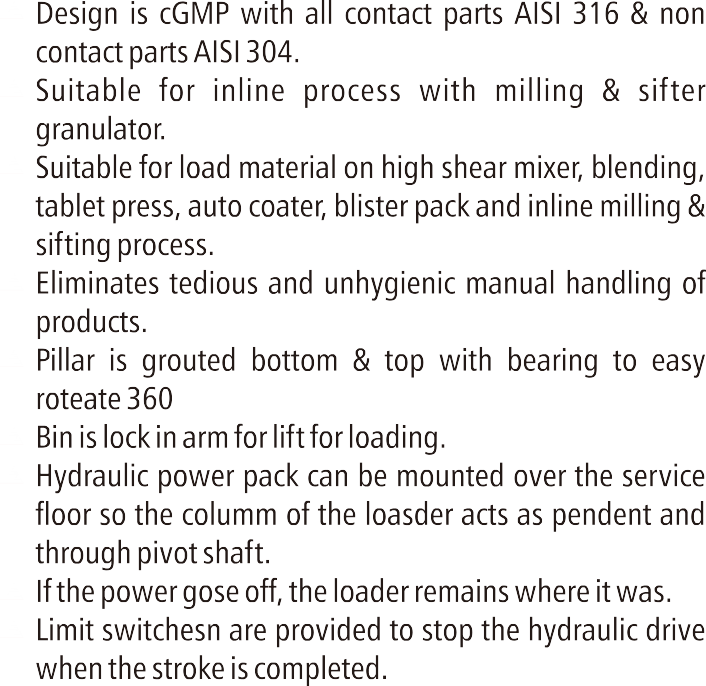 Design is cGMP with all contact parts AISI 316 & non
contact parts AISI 304.
Suitable for inline process with milling & sifter
granulator.
Suitable for load material on high shear mixer, blending,
tablet press, auto coater, blister pack and inline milling &
sifting process.
Eliminates tedious and unhygienic manual handling of
products.
Pillar is grouted bottom & top with bearing to easy
roteate 360
Bin is lock in arm for lift for loading.
Hydraulic power pack can be mounted over the service
floor so the columm of the loasder acts as pendent and
through pivot shaft.
If the power gose off, the loader remains where it was.
Limit switchesn are provided to stop the hydraulic drive
when the stroke is completed.